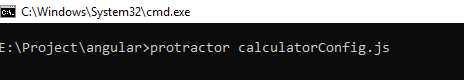 C:\Windows\System32\cmd.exe
E:\Project\angular>protractor calculatorConfig.js